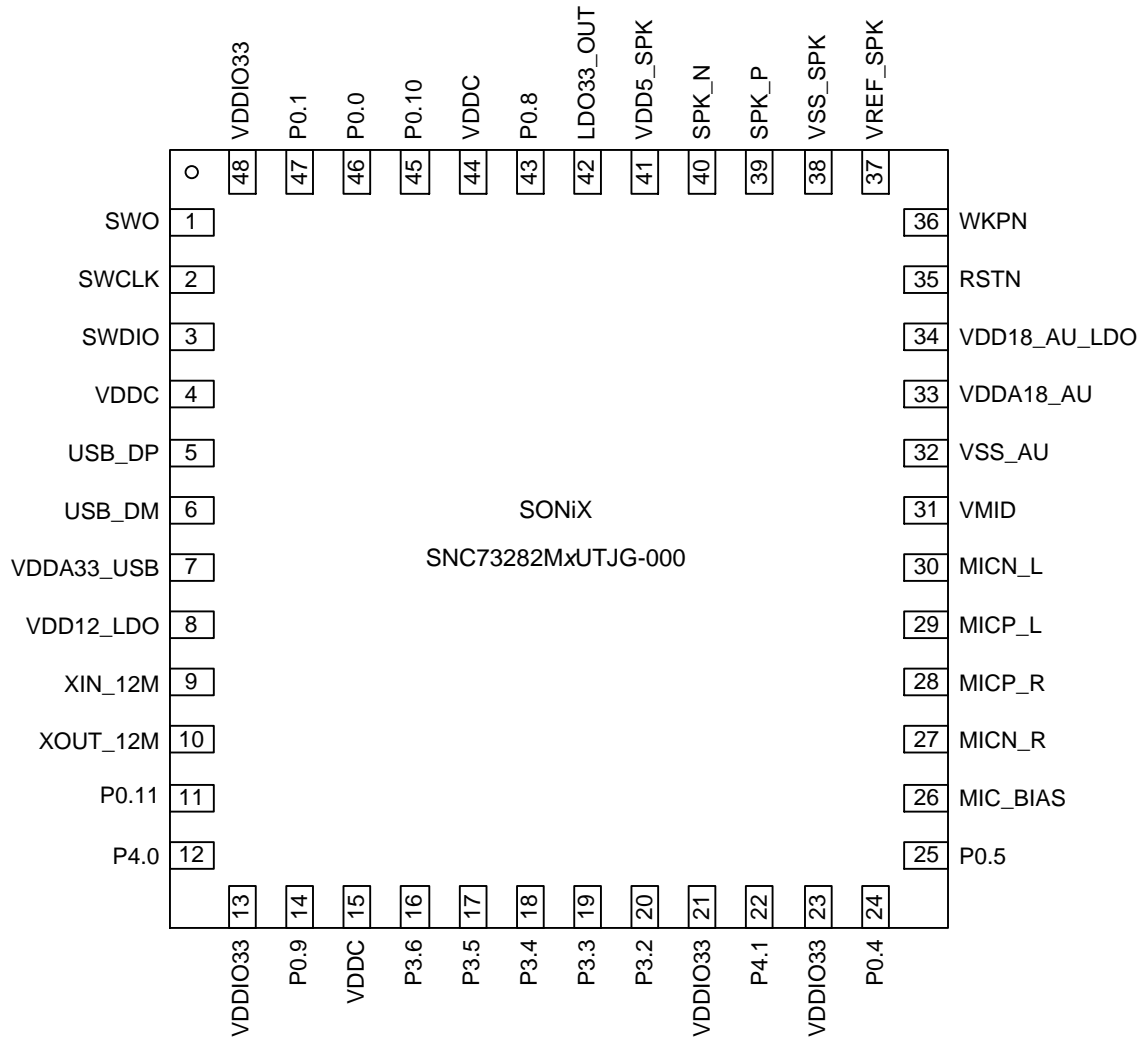 VDDIO33
P0.1
P0.0
P0.10
VDDC
P0.8
LDO33_OUT
VDD5_SPK
SPK_N
SPK_P
VSS_SPK
VREF_SPK
48
47
46
45
44
43
42
41
40
39
38
37
SWO 1
36 WKPN
SWCLK 2
35 RSTN
SWDIO 3
34 VDD18_AU_LDO
VDDC 4
33 VDDA18_AU
USB_DP 5
32 VSS_AU
USB_DM 6
SONiX
31 VMID
SNC73282MxUTJG-000
VDDA33_USB 7
30 MICN_L
VDD12_LDO 8
29 MICP_L
XIN_12M 9
28 MICP_R
XOUT_12M 10
27 MICN_R
P0.11 11
26 MIC_BIAS
P4.0 12
25 P0.5
13
14
15
16
17
18
19
20
21
22
23
24
VDDIO33
P0.9
VDDC
P3.6
P3.5
P3.4
P3.3
P3.2
VDDIO33
P4.1
VDDIO33
P0.4